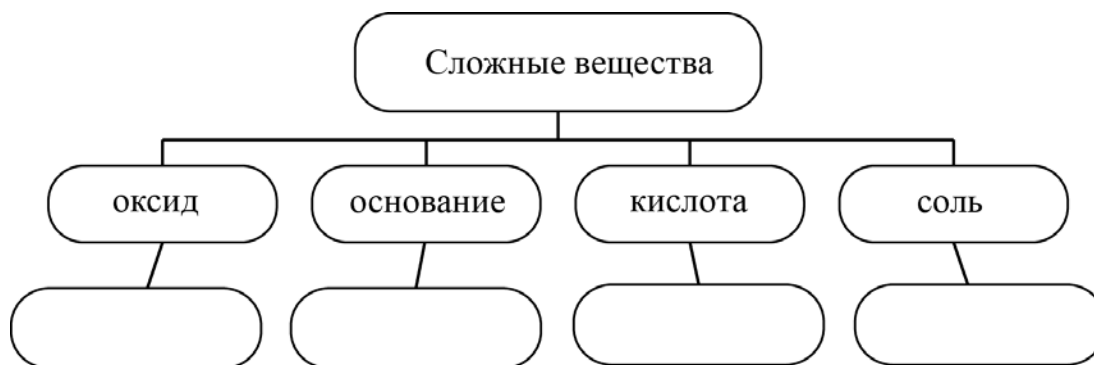 Сложные вещества
оксид
основание
кислота
соль